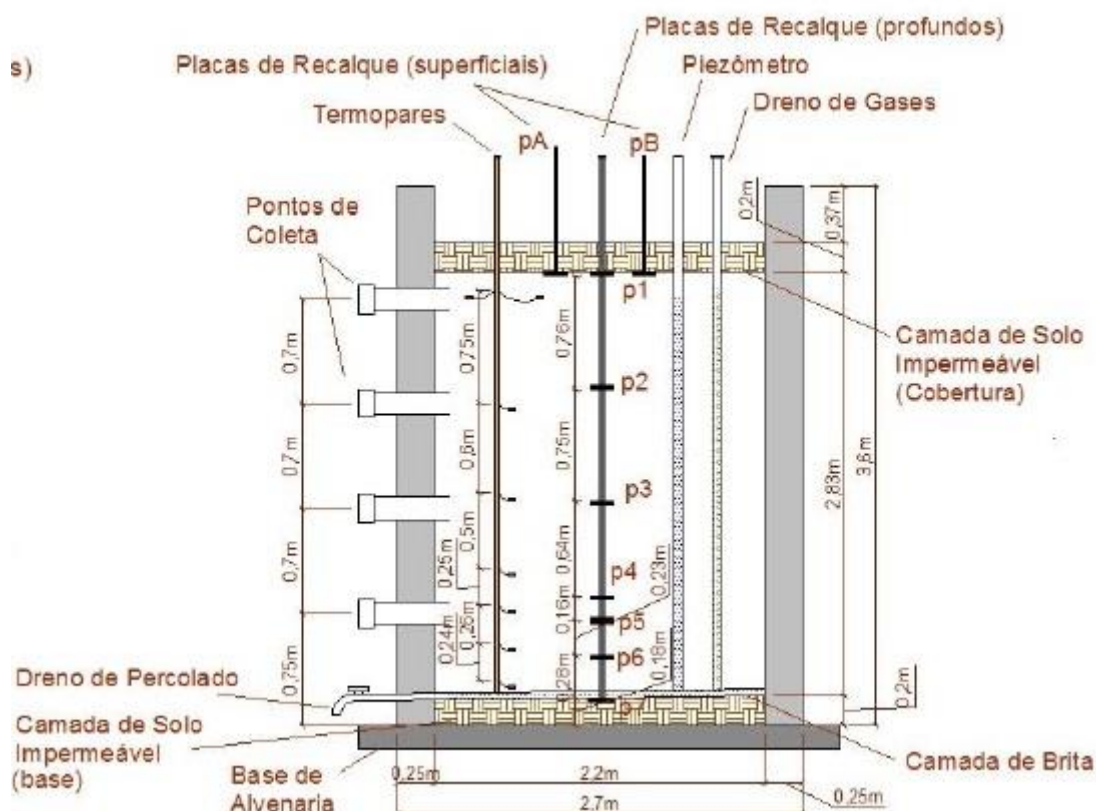 s)
Placas de Recalque (profundos)
Placas de Recalque (superficiais)
Piezômetro
Dreno de Gases
Termopares
pA
pB
Pontos de
Coleta
0,2m
0,37m
p1
0,7m
0,75m
0,76m
Camada de Solo
Impermeável
(Cobertura)
p2
0,7m
0,6m
0,75m
3,6m
2,83m
p3
0,7m
0,5m
0,25m
0,64m
p4
0,23m
0,16m
p5
0,24m
0,26m
p6
0,75m
0,28m
0,18m
Dreno de Percolado
0,2m
Camada de Solo
Impermeável
(base)
Base de
Alvenaria
Camada de Brita
0,25m
2,2m
0,25m
2,7m